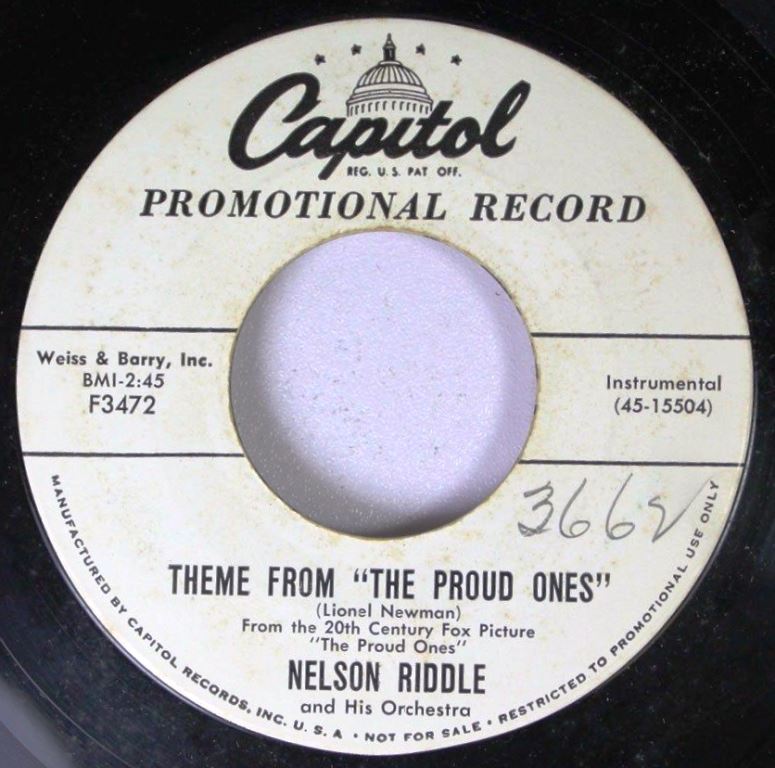 Capitol
REG. U. S. PAT OFF.
PROMOTIONAL RECORD
Weiss & Barry, Inc.
BMI-2:45
F3472
Instrumental
(45-15504)
3662
THEME FROM "THE PROUD ONES"
(Lionel Newman)
From the 20th Century Fox Picture
"The Proud Ones"
NELSON RIDDLE
and His Orchestra
MANUFACTURED BY CAPITOL RECORDS, INC. U. S. A • NOT FOR SALE • RESTRICTED TO PROMOTIONAL USE ONLY